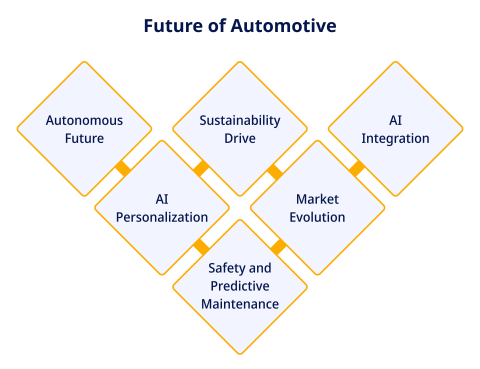 Future of Automotive
Autonomous
Future
Sustainability
Drive
AI
Integration
AI
Personalization
Market
Evolution
Safety and
Predictive
Maintenance